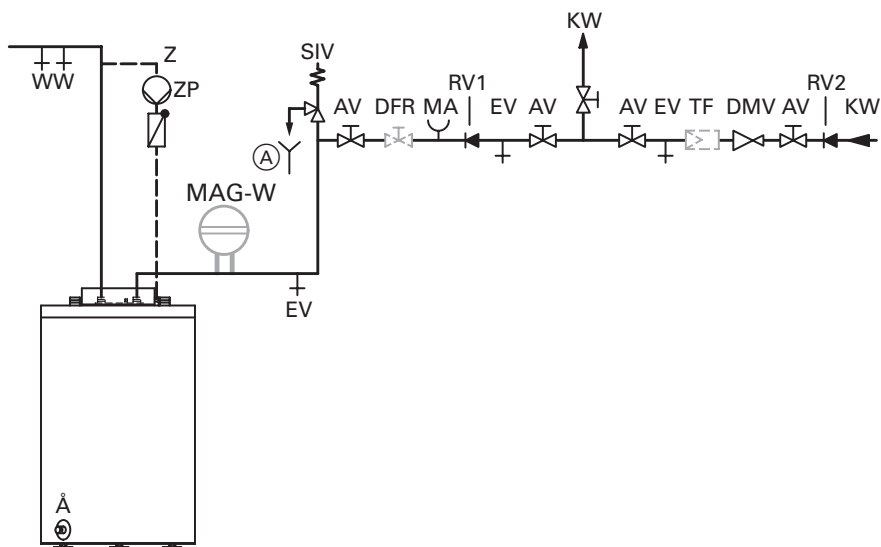 KW
SIV
Z
WW
ZP
RV1
RV2
AV DFR MA EV AV AV EV TF DMV AV KW
A
MAG-W
EV
Å